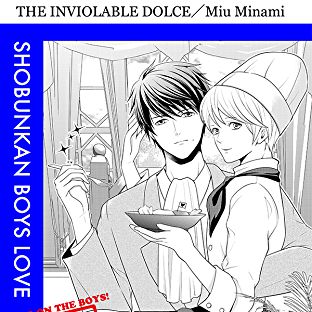 THE INVIOLABLE DOLCE／Miu Minami
SHOBUNKAN BOYS LOVE
ON THE BOYS!